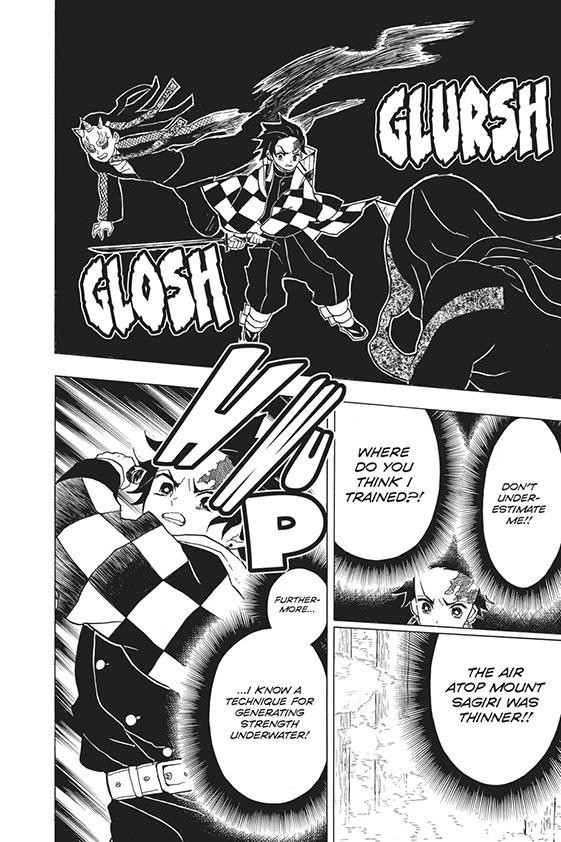 GLURSH
GLOSH
DON'T
UNDER-
ESTIMATE
ME!!
WHERE
DO YOU
THINK I
TRAINED?!
THE AIR
ATOP MOUNT
SAGIRI WAS
THINNER!!
FURTHER-
MORE...
...I KNOW A
TECHNIQUE FOR
GENERATING
STRENGTH
UNDERWATER!